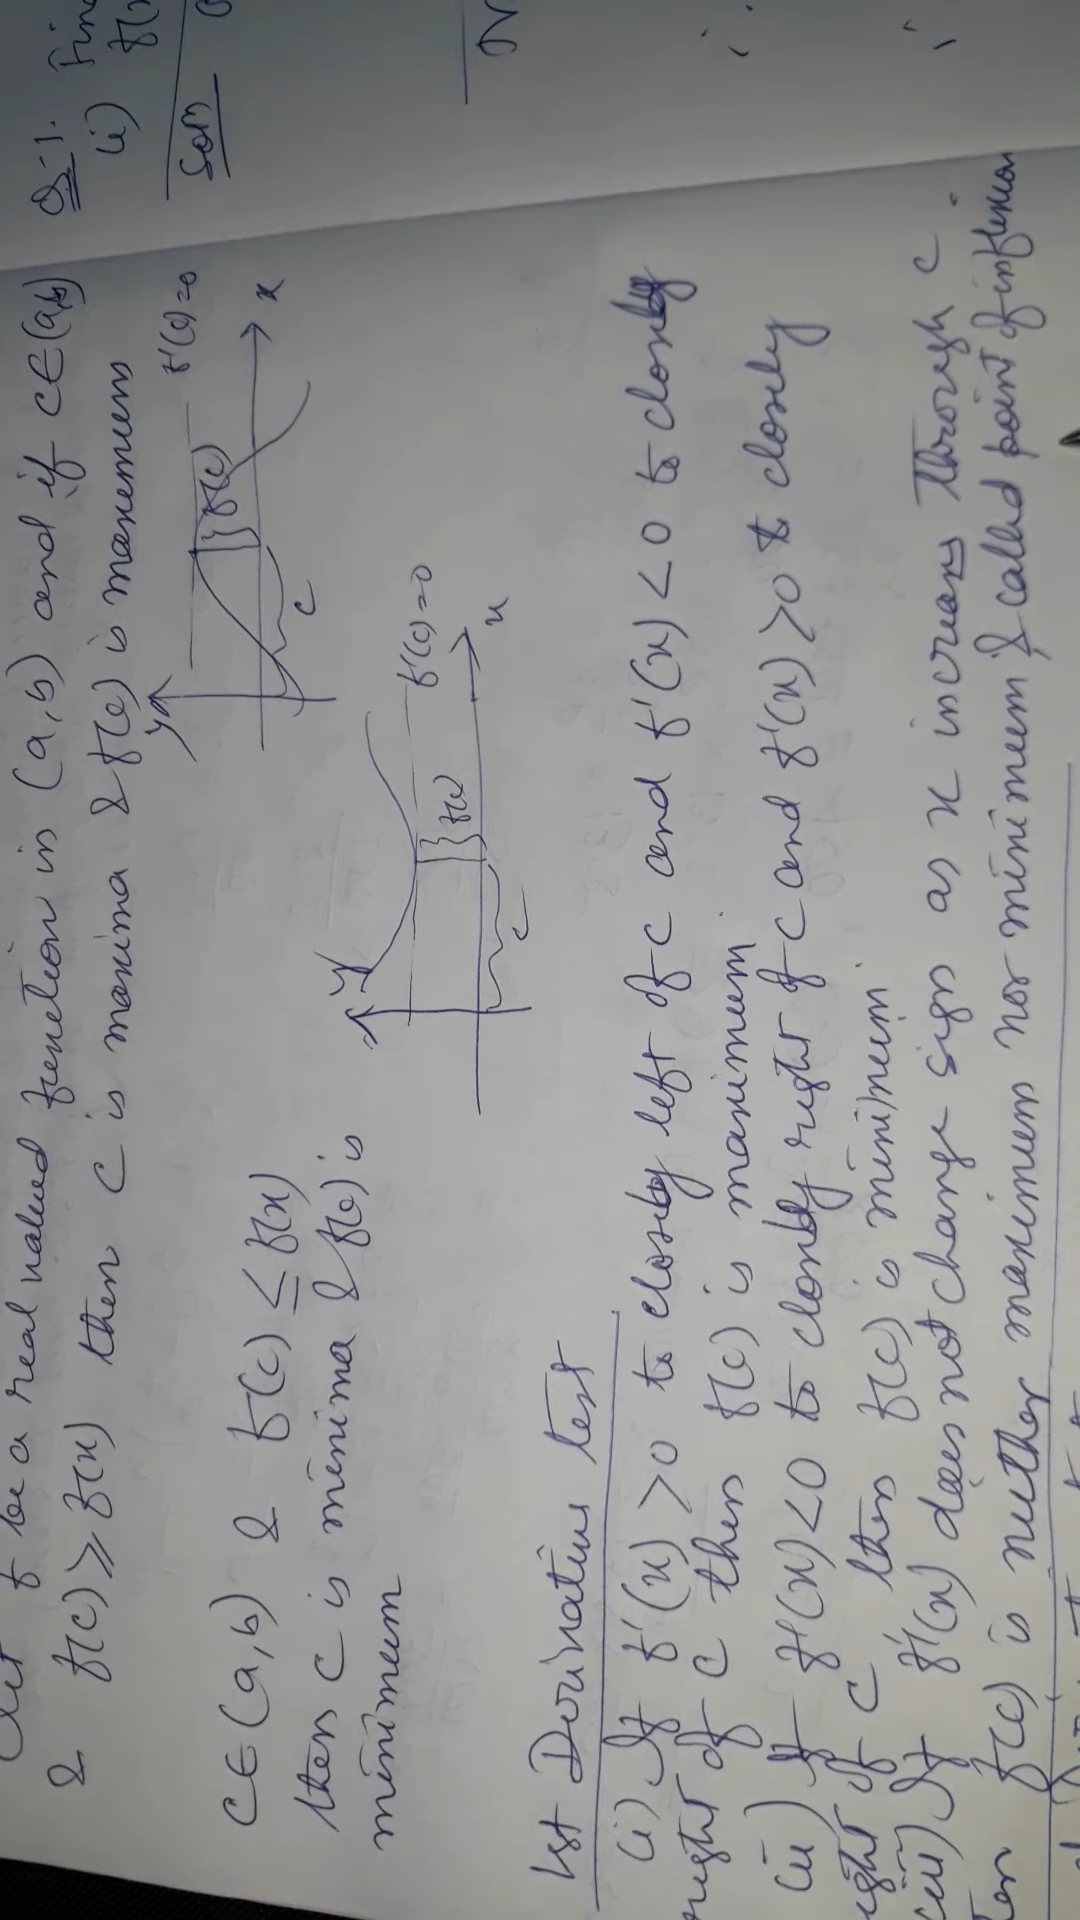 Let f be a real valued function in (a,b) and if c∈(a,b)
& f(c) ≥ f(x) then c is maxima & f(c) is maximum
y
f'(c)=0
f(c)
x
c
c∈(a,b) & f(c) ≤ f(x)
then c is minima & f(c) is
minimum
y
f'(c)=0
f(c)
x
c
1st Derivative test
(i) If f'(x) > 0 to closely left of c and f'(x) < 0 to closely
right of c then f(c) is maximum
(ii) If f'(x) < 0 to closely right of c and f'(x) > 0 to closely
right of c then f(c) is minimum.
(iii) If f'(x) does not change sign as x increases through c
then f(c) is neither maximum nor minimum & called point of inflexion
Q-1. Fin
(i) f(x
Soln
N